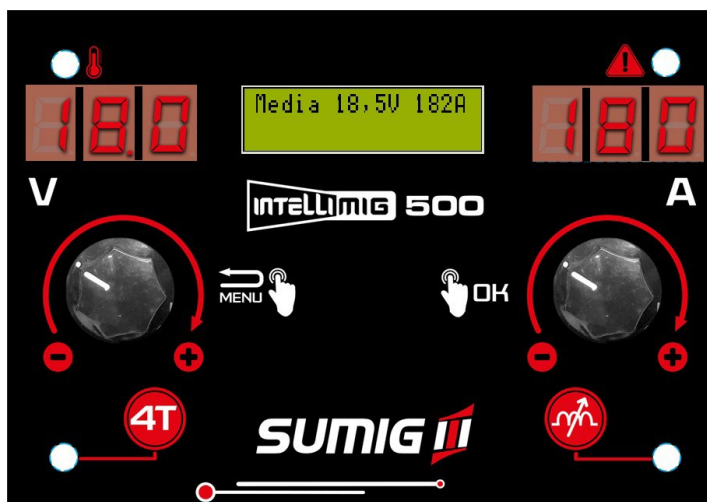 18.0
Media 18,5V 182A
180
V
A
INTELLIMIG 500
MENU
OK
4T
SUMIG